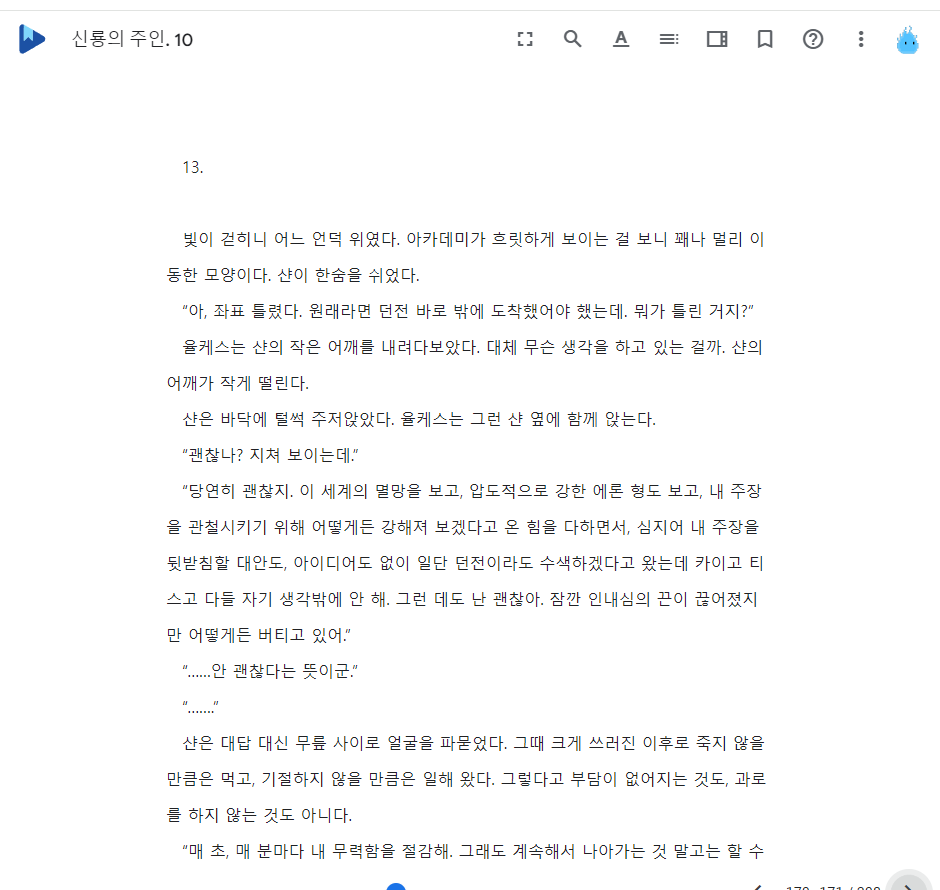 신룡의 주인. 10
13.
빛이 걷히니 어느 언덕 위였다. 아카데미가 흐릿하게 보이는 걸 보니 꽤나 멀리 이
동한 모양이다. 샨이 한숨을 쉬었다.
“아, 좌표 틀렸다. 원래라면 던전 바로 밖에 도착했어야 했는데. 뭐가 틀린 거지?”
율케스는 샨의 작은 어깨를 내려다보았다. 대체 무슨 생각을 하고 있는 걸까. 샨의
어깨가 작게 떨린다.
샨은 바닥에 털썩 주저앉았다. 율케스는 그런 샨 옆에 함께 앉는다.
“괜찮나? 지쳐 보이는데.”
“당연히 괜찮지. 이 세계의 멸망을 보고, 압도적으로 강한 에론 형도 보고, 내 주장
을 관철시키기 위해 어떻게든 강해져 보겠다고 온 힘을 다하면서, 심지어 내 주장을
뒷받침할 대안도, 아이디어도 없이 일단 던전이라도 수색하겠다고 왔는데 카이고 티
스고 다들 자기 생각밖에 안 해. 그런 데도 난 괜찮아. 잠깐 인내심의 끈이 끊어졌지
만 어떻게든 버티고 있어.”
“……안 괜찮다는 뜻이군.”
“…….”
샨은 대답 대신 무릎 사이로 얼굴을 파묻었다. 그때 크게 쓰러진 이후로 죽지 않을
만큼은 먹고, 기절하지 않을 만큼은 일해 왔다. 그렇다고 부담이 없어지는 것도, 과로
를 하지 않는 것도 아니다.
“매 초, 매 분마다 내 무력함을 절감해. 그래도 계속해서 나아가는 것 말고는 할 수